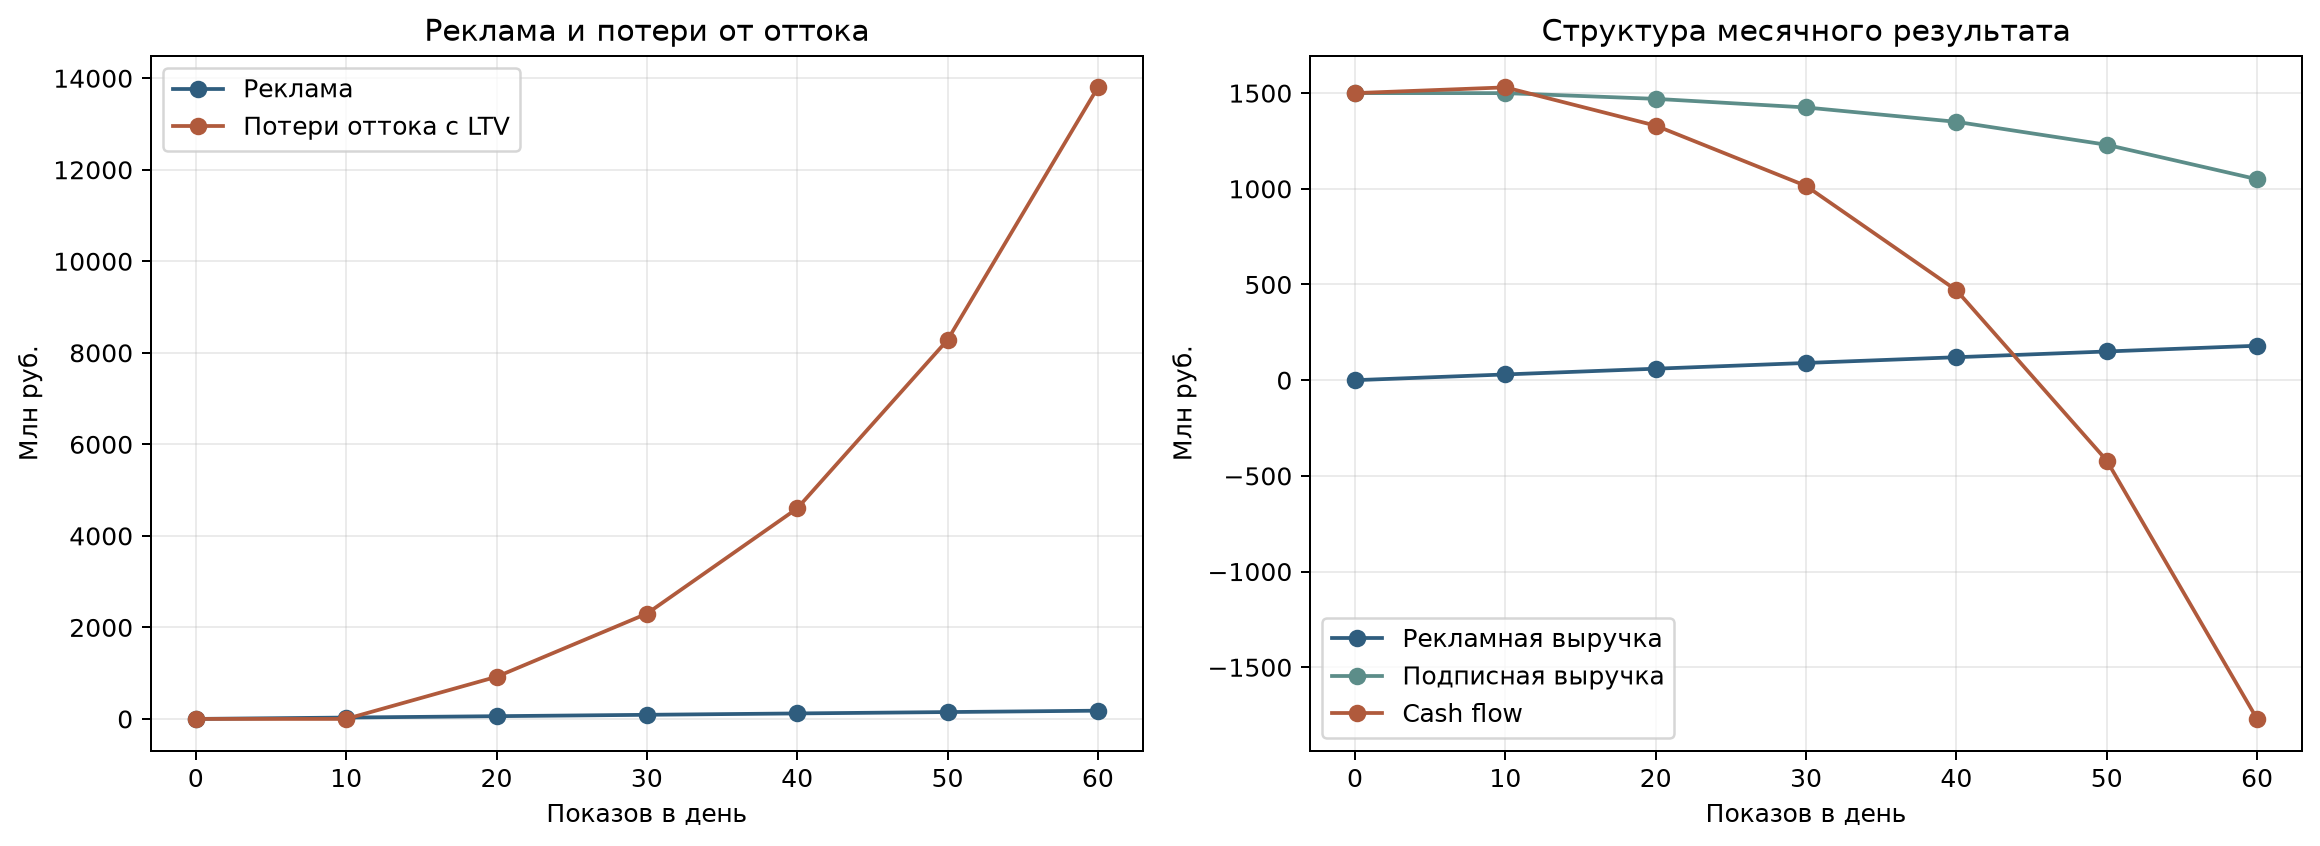 Реклама и потери от оттока
Млн руб.
14000
12000
10000
8000
6000
4000
2000
0
Реклама
Потери оттока с LTV
0 10 20 30 40 50 60
Показов в день
Структура месячного результата
Млн руб.
1500
1000
500
0
−500
−1000
−1500
Рекламная выручка
Подписная выручка
Cash flow
0 10 20 30 40 50 60
Показов в день